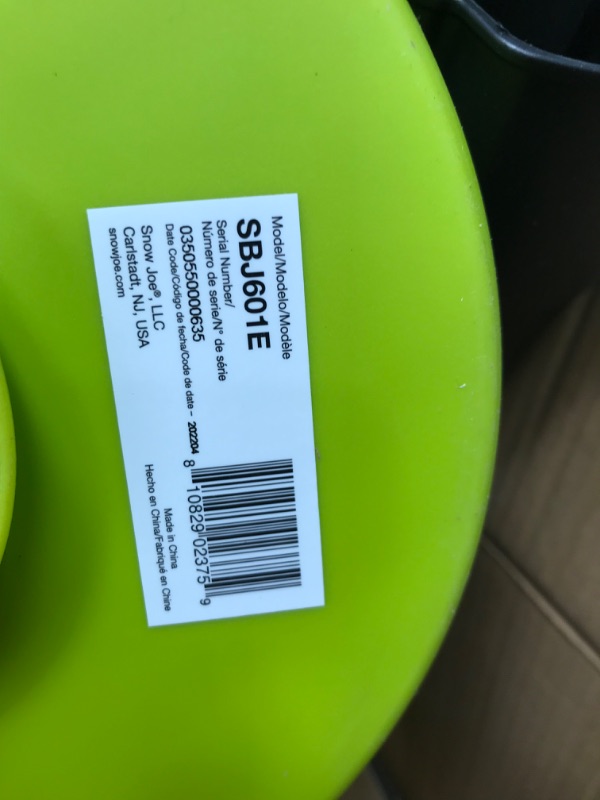 Model/Modelo/Modèle
SBJ601E
Serial Number/
Número de serie/N° de série
0350550000635
Date Code/Código de fecha/Code de date - 202204
Snow Joe®, LLC
Carlstadt, NJ, USA
snowjoe.com
8 10829 02375 9
Made in China
Hecho en China/Fabriqué en Chine